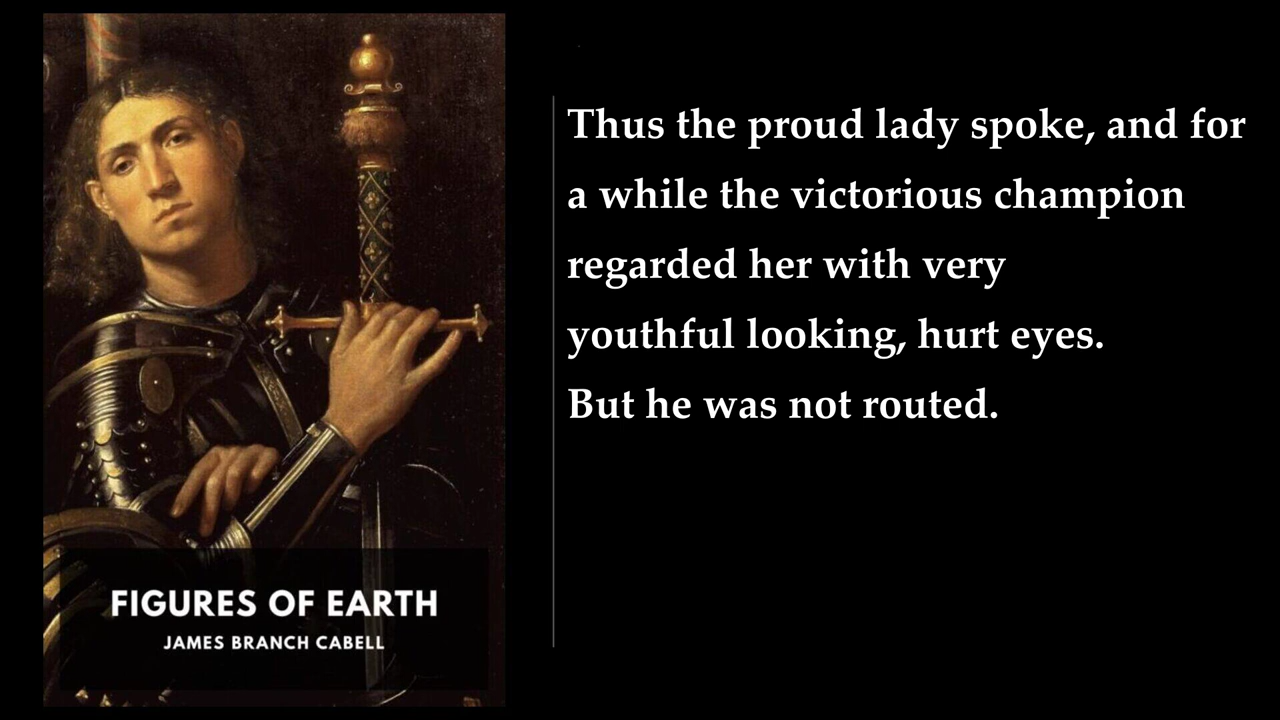 Thus the proud lady spoke, and for
a while the victorious champion
regarded her with very
youthful looking, hurt eyes.
But he was not routed.
FIGURES OF EARTH
JAMES BRANCH CABELL